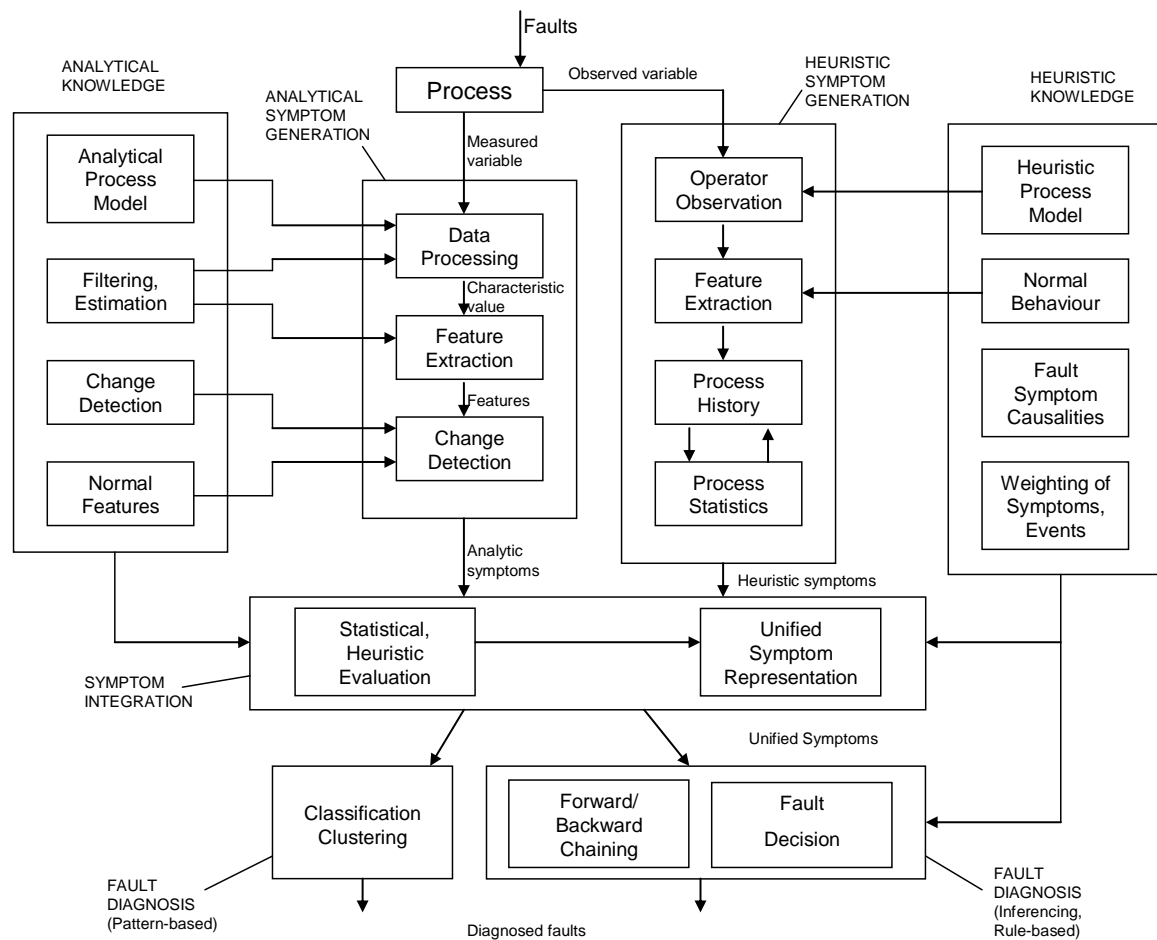 Faults
ANALYTICAL
KNOWLEDGE
Process
Observed variable
HEURISTIC
SYMPTOM
GENERATION
HEURISTIC
KNOWLEDGE
ANALYTICAL
SYMPTOM
GENERATION
Measured
variable
Analytical
Process
Model
Operator
Observation
Heuristic
Process
Model
Data
Processing
Filtering,
Estimation
Characteristic
value
Feature
Extraction
Normal
Behaviour
Feature
Extraction
Change
Detection
Features
Process
History
Fault
Symptom
Causalities
Change
Detection
Normal
Features
Process
Statistics
Weighting of
Symptoms,
Events
Analytic
symptoms
Heuristic symptoms
Statistical,
Heuristic
Evaluation
Unified
Symptom
Representation
SYMPTOM
INTEGRATION
Unified Symptoms
Classification
Clustering
Forward/
Backward
Chaining
Fault
Decision
FAULT
DIAGNOSIS
(Pattern-based)
FAULT
DIAGNOSIS
(Inferencing,
Rule-based)
Diagnosed faults